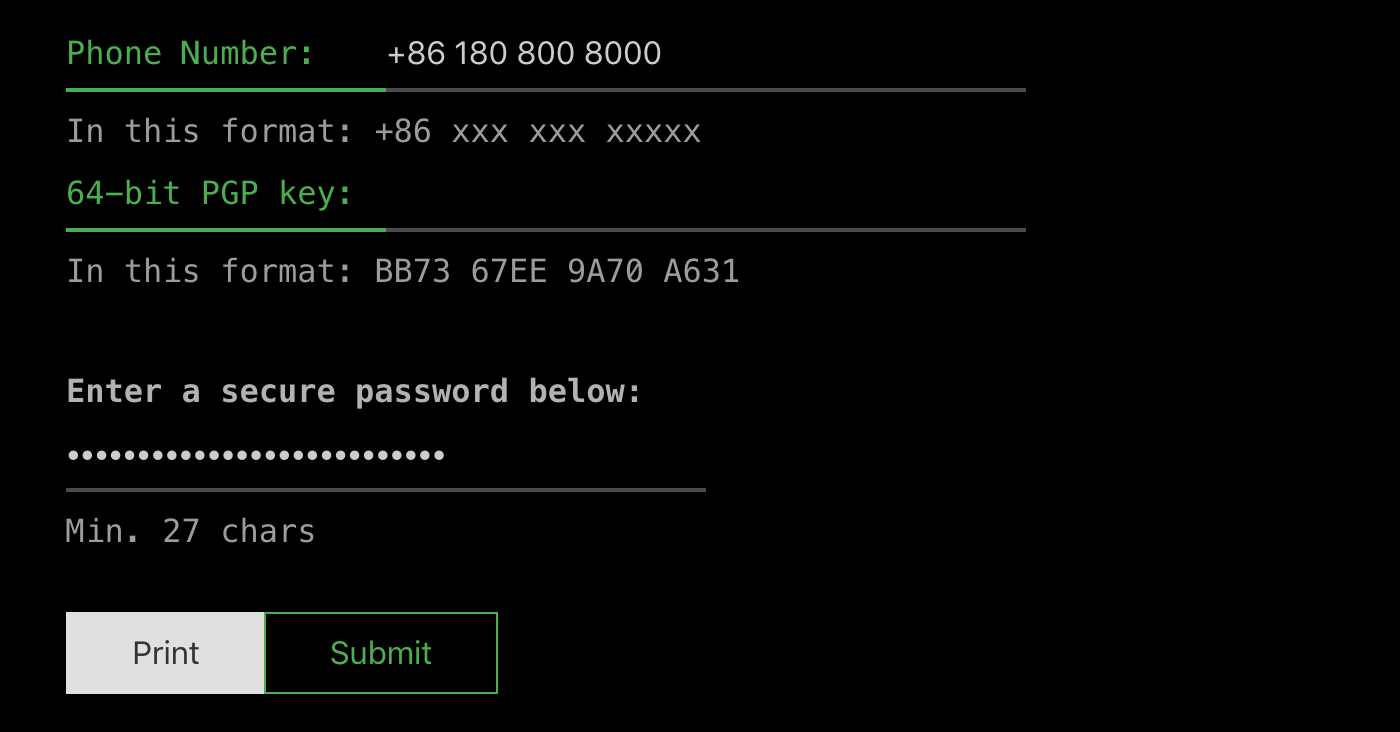 Phone Number: +86 180 800 8000
In this format: +86 xxx xxx xxxxx
64-bit PGP key:
In this format: BB73 67EE 9A70 A631
Enter a secure password below:
•••••••••••••••••••••••••••
Min. 27 chars
Print Submit